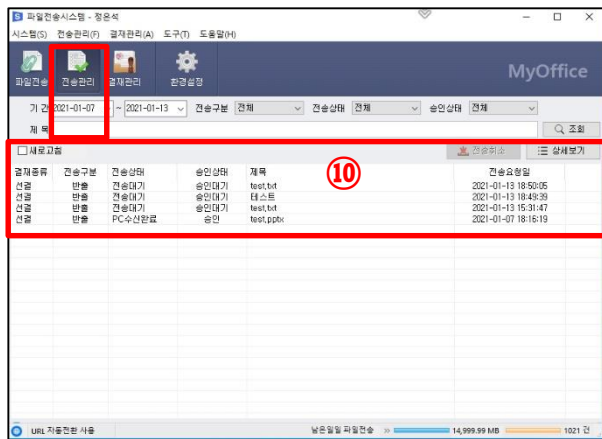 파일전송시스템 - 정은석
시스템(S) 전송관리(F) 결재관리(A) 도구(T) 도움말(H)
파일전송 전송관리 결재관리 환경설정
MyOffice
기 간 2021-01-07 ~ 2021-01-13 전송구분 전체 전송상태 전체 승인상태 전체
제 목 조회
새로고침 전송취소 상세보기
결재종류 전송구분 전송상태 승인상태 제목 전송요청일
⑩
선결 반출 전송대기 승인대기 test,txt 2021-01-13 18:50:05
선결 반출 전송대기 승인대기 테스트 2021-01-13 18:49:39
선결 반출 전송대기 승인대기 test,txt 2021-01-13 15:31:47
선결 반출 PC수신완료 승인 test,pptx 2021-01-07 18:16:19
URL 자동전환 사용 남은일일 파일전송 » 14,999.99 MB 1021 건